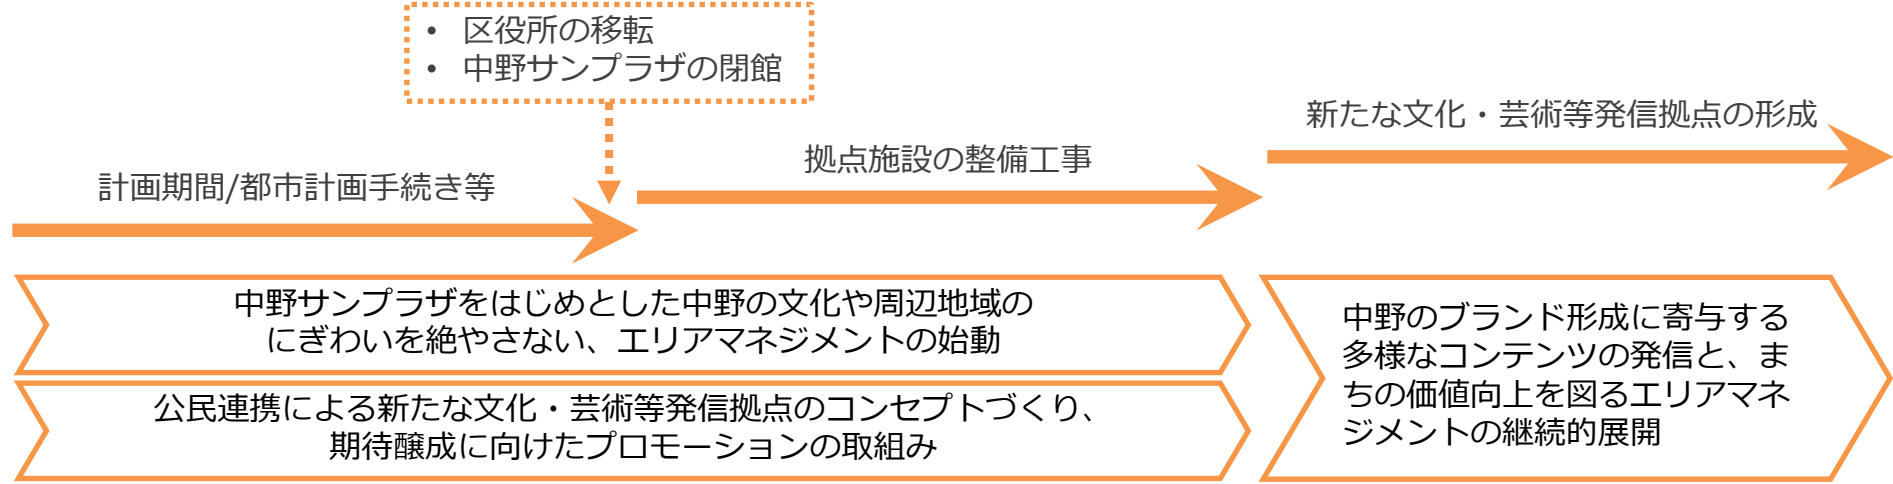 • 区役所の移転
• 中野サンプラザの閉館
計画期間/都市計画手続き等
拠点施設の整備工事
新たな文化・芸術等発信拠点の形成
中野サンプラザをはじめとした中野の文化や周辺地域の
にぎわいを絶やさない、エリアマネジメントの始動
公民連携による新たな文化・芸術等発信拠点のコンセプトづくり、
期待醸成に向けたプロモーションの取組み
中野のブランド形成に寄与する
多様なコンテンツの発信と、ま
ちの価値向上を図るエリアマネ
ジメントの継続的展開